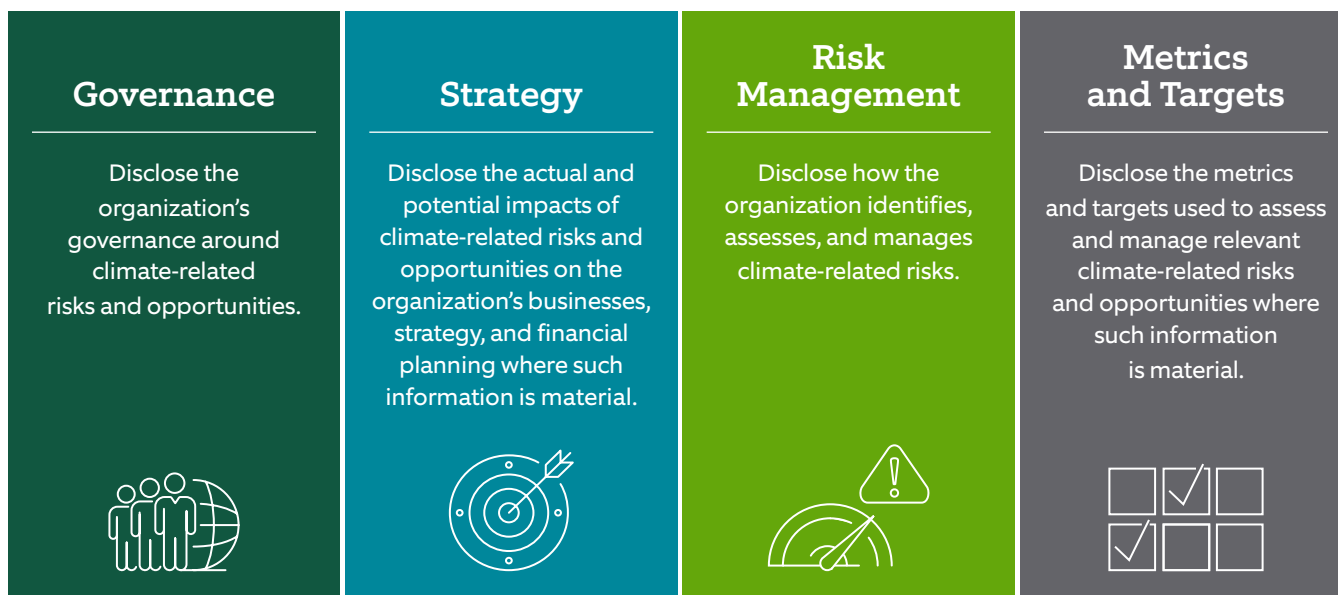 Governance
Disclose the
organization’s
governance around
climate-related
risks and opportunities.
Strategy
Disclose the actual and
potential impacts of
climate-related risks and
opportunities on the
organization’s businesses,
strategy, and financial
planning where such
information is material.
Risk
Management
Disclose how the
organization identifies,
assesses, and manages
climate-related risks.
Metrics
and Targets
Disclose the metrics
and targets used to assess
and manage relevant
climate-related risks
and opportunities where
such information
is material.